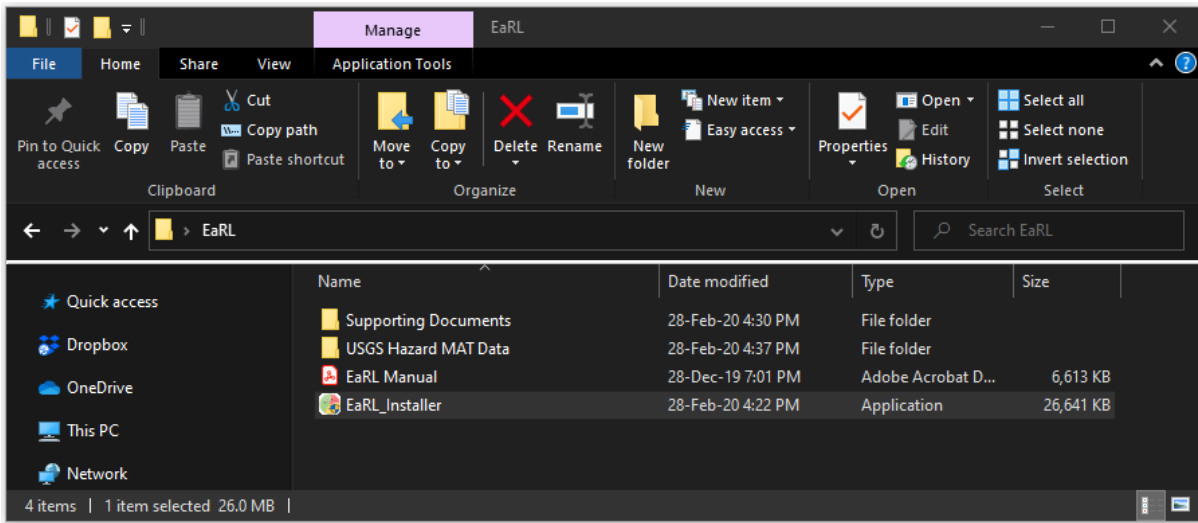 Manage EaRL
File Home Share View Application Tools
Cut
Copy path
Paste shortcut
Pin to Quick access
Copy
Paste
Move to
Copy to
Delete
Rename
New folder
New item
Easy access
Properties
Open
Edit
History
Select all
Select none
Invert selection
Clipboard Organize New Open Select
EaRL Search EaRL
Name Date modified Type Size
Quick access
Dropbox
OneDrive
This PC
Network
Supporting Documents 28-Feb-20 4:30 PM File folder
USGS Hazard MAT Data 28-Feb-20 4:37 PM File folder
EaRL Manual 28-Dec-19 7:01 PM Adobe Acrobat D... 6,613 KB
EaRL_Installer 28-Feb-20 4:22 PM Application 26,641 KB
4 items 1 item selected 26.0 MB